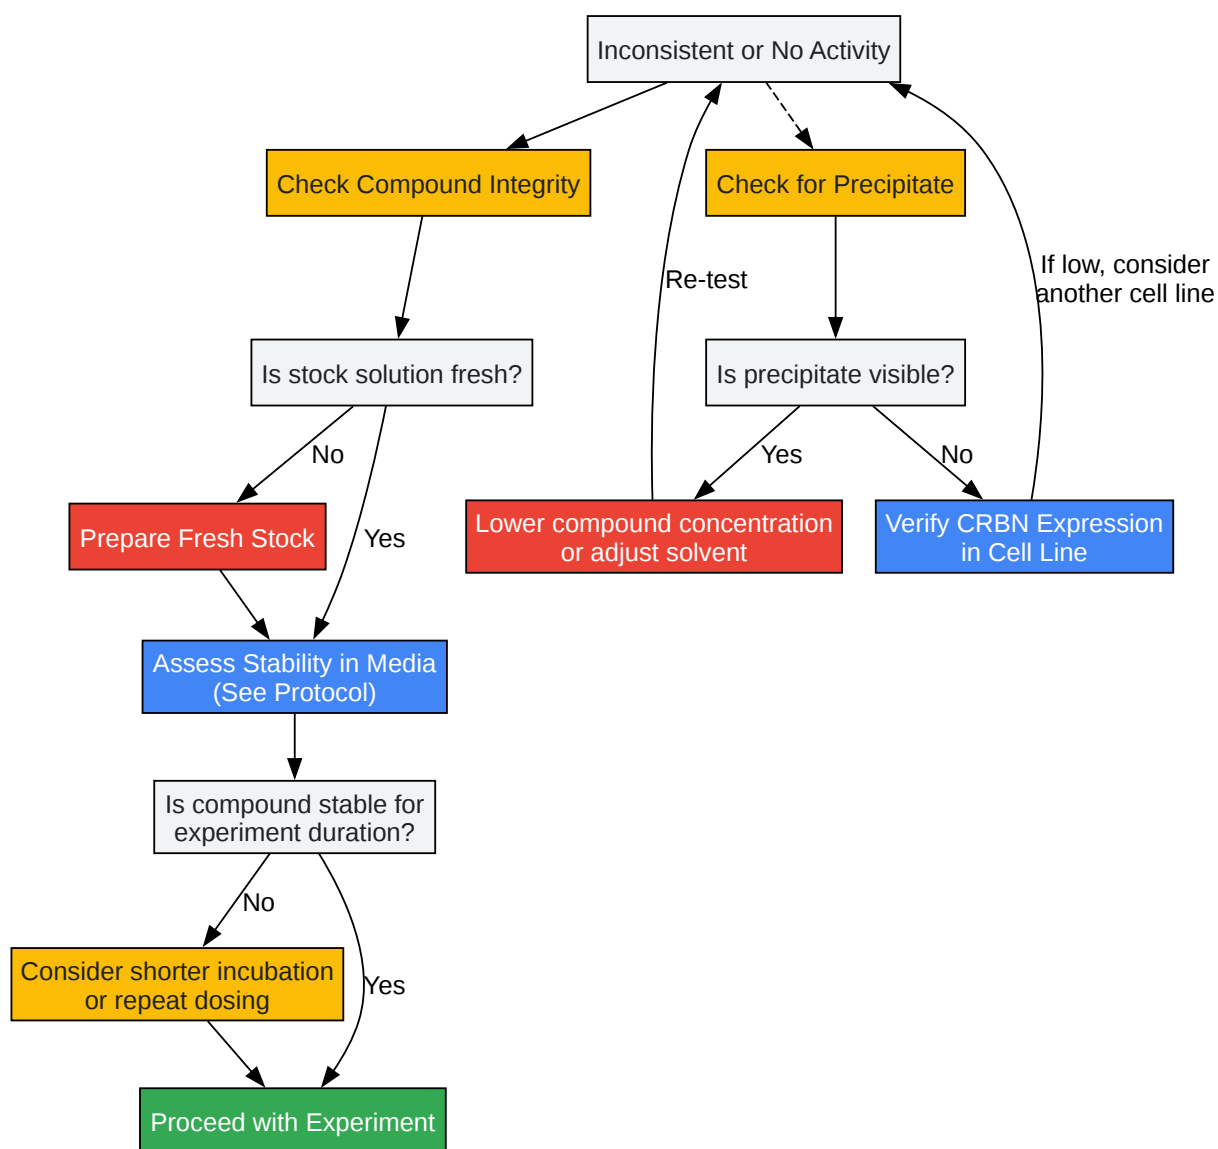 Inconsistent or No Activity
Check Compound Integrity
Check for Precipitate
If low, consider
another cell line
Re-test
Is stock solution fresh?
Is precipitate visible?
No
Yes
No
Prepare Fresh Stock
Yes
Lower compound concentration
or adjust solvent
Verify CRBN Expression
in Cell Line
Assess Stability in Media
(See Protocol)
Is compound stable for
experiment duration?
No
Consider shorter incubation
or repeat dosing
Yes
Proceed with Experiment